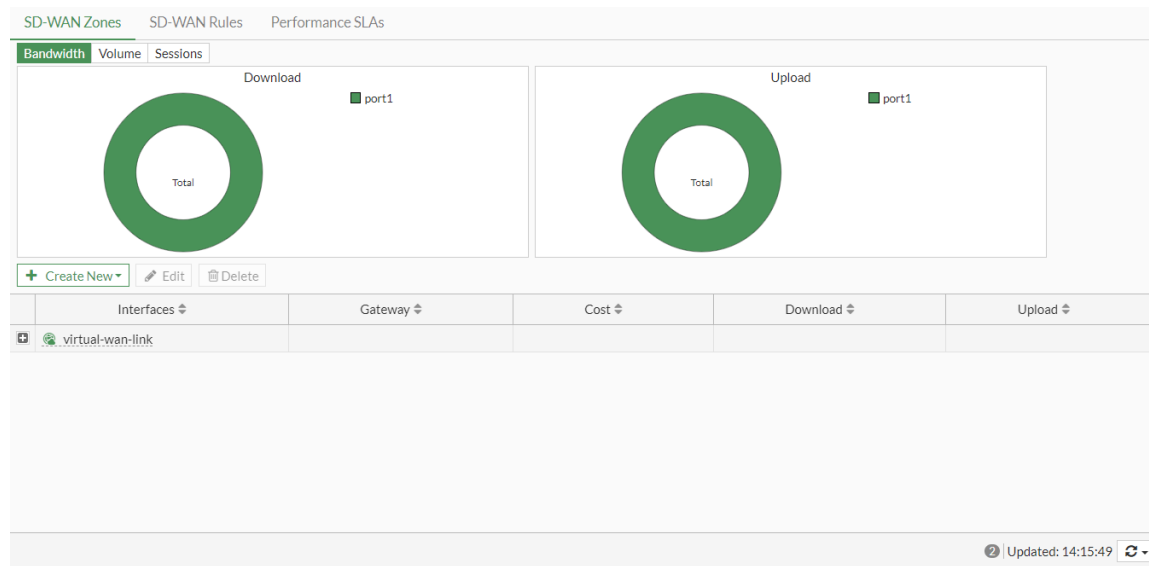 SD-WAN Zones SD-WAN Rules Performance SLAs
Bandwidth Volume Sessions
Download
port1
Total
Upload
port1
Total
Create New Edit Delete
Interfaces Gateway Cost Download Upload
virtual-wan-link
2 Updated: 14:15:49